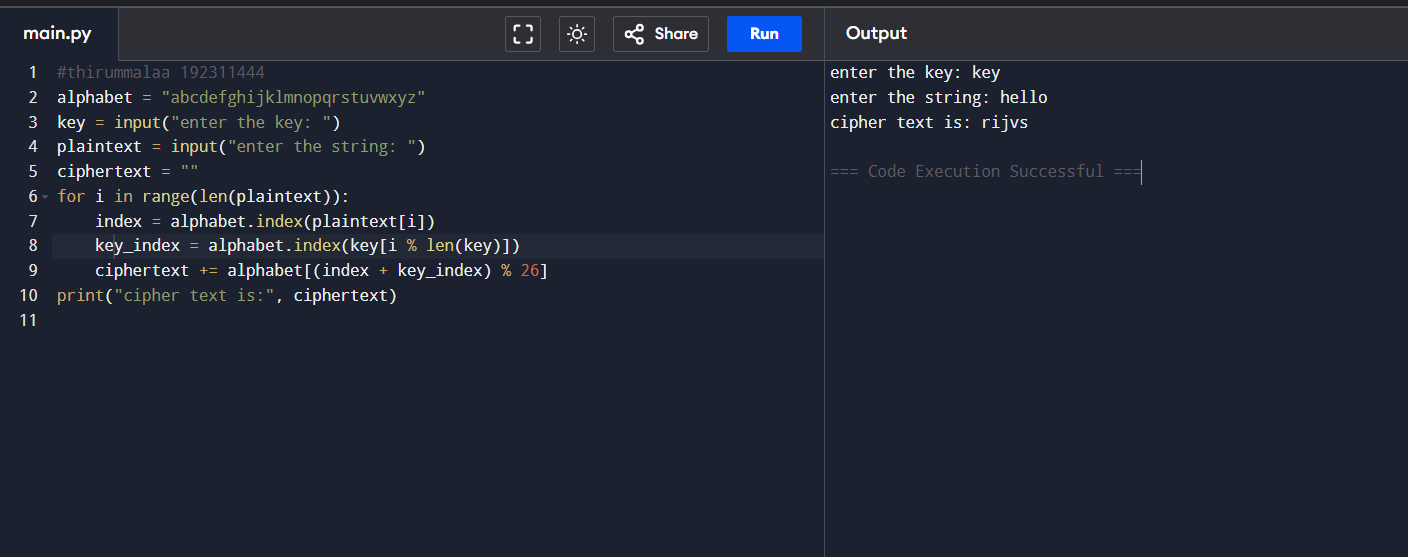 main.py
Share
Run
1 #thirummalaa 192311444
2 alphabet = "abcdefghijklmnopqrstuvwxyz"
3 key = input("enter the key: ")
4 plaintext = input("enter the string: ")
5 ciphertext = ""
6 for i in range(len(plaintext)):
7     index = alphabet.index(plaintext[i])
8     key_index = alphabet.index(key[i % len(key)])
9     ciphertext += alphabet[(index + key_index) % 26]
10 print("cipher text is:", ciphertext)
11
Output
enter the key: key
enter the string: hello
cipher text is: rijvs
=== Code Execution Successful ===